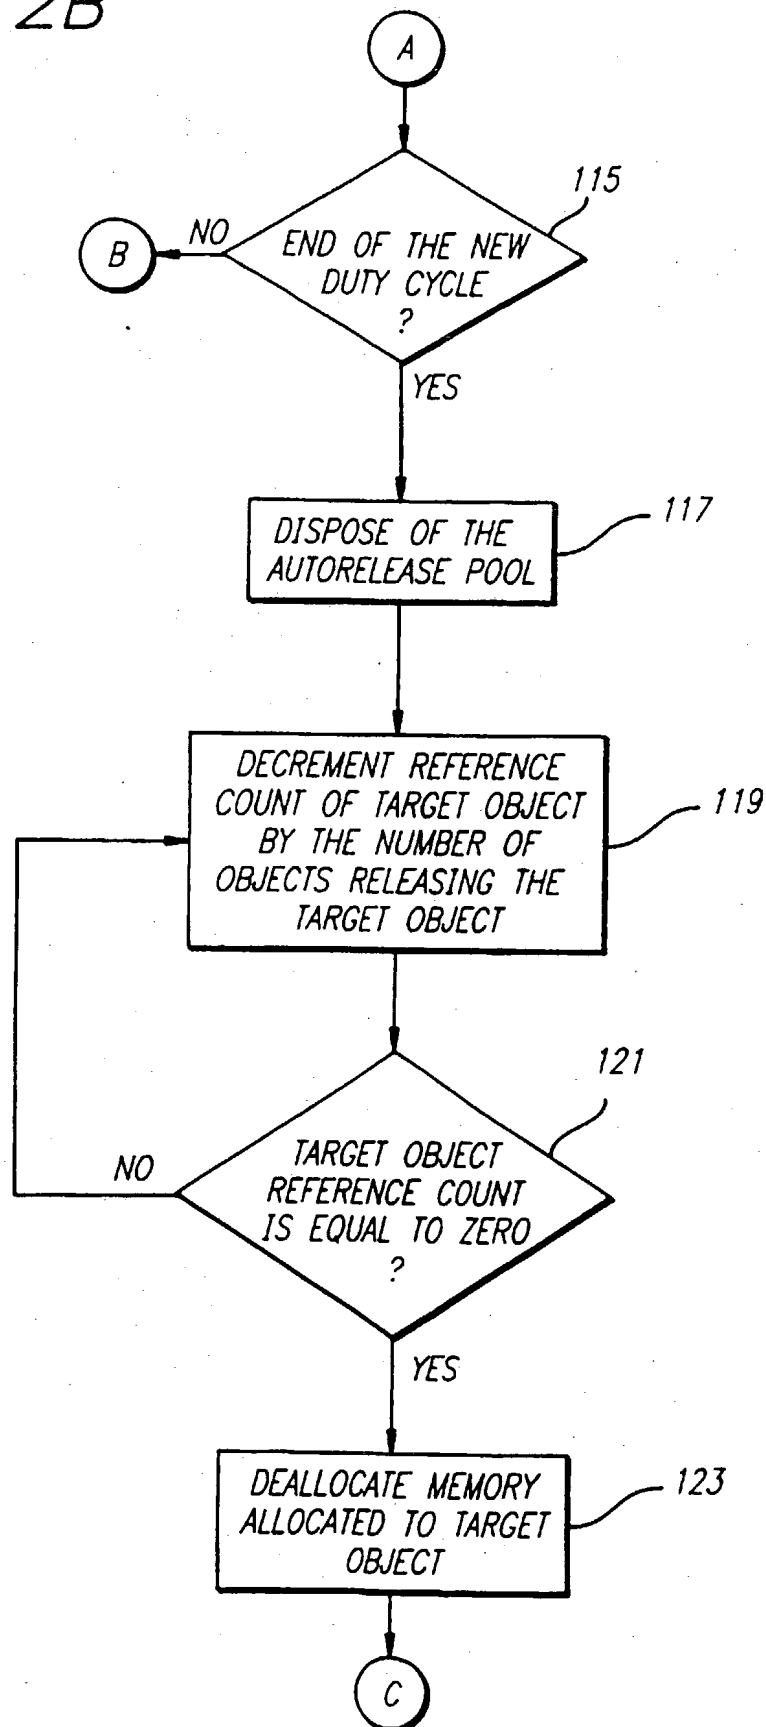 2B
A
115
NO
B
END OF THE NEW
DUTY CYCLE
?
YES
117
DISPOSE OF THE
AUTORELEASE POOL
DECREMENT REFERENCE
COUNT OF TARGET OBJECT
BY THE NUMBER OF
OBJECTS RELEASING THE
TARGET OBJECT
119
121
NO
TARGET OBJECT
REFERENCE COUNT
IS EQUAL TO ZERO
?
YES
DEALLOCATE MEMORY
ALLOCATED TO TARGET
OBJECT
123
C